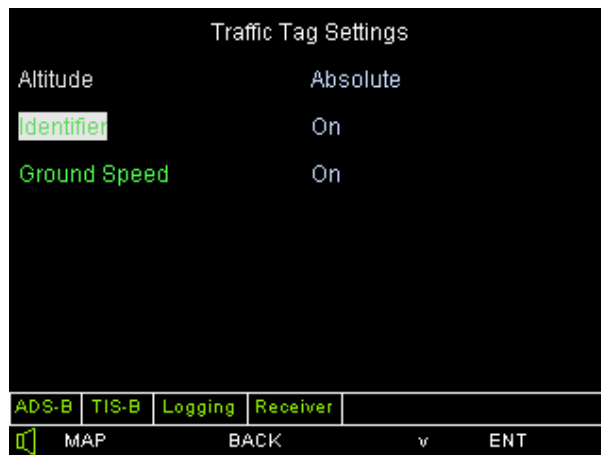 Traffic Tag Settings
Altitude Absolute
Identifier On
Ground Speed On
ADS-B TIS-B Logging Receiver
MAP BACK v ENT